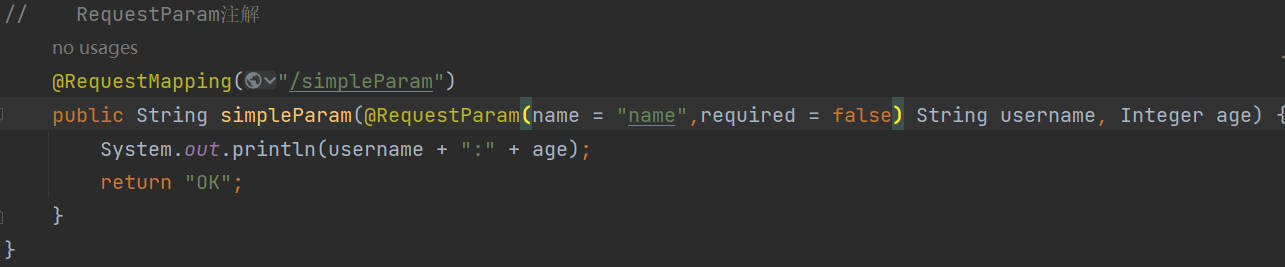 // RequestParam注解
no usages
@RequestMapping("/simpleParam")
public String simpleParam(@RequestParam(name = "name",required = false) String username, Integer age) {
System.out.println(username + ":" + age);
return "OK";
}
}